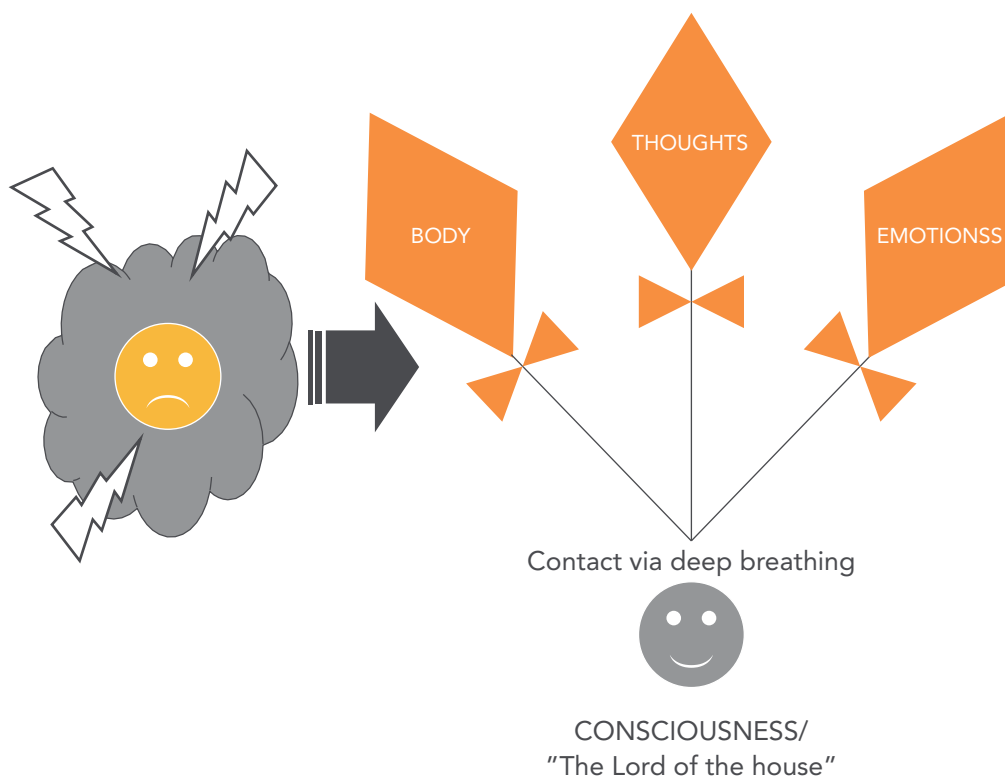 THOUGHTS
BODY
EMOTIONSS
Contact via deep breathing
CONSCIOUSNESS/
"The Lord of the house"